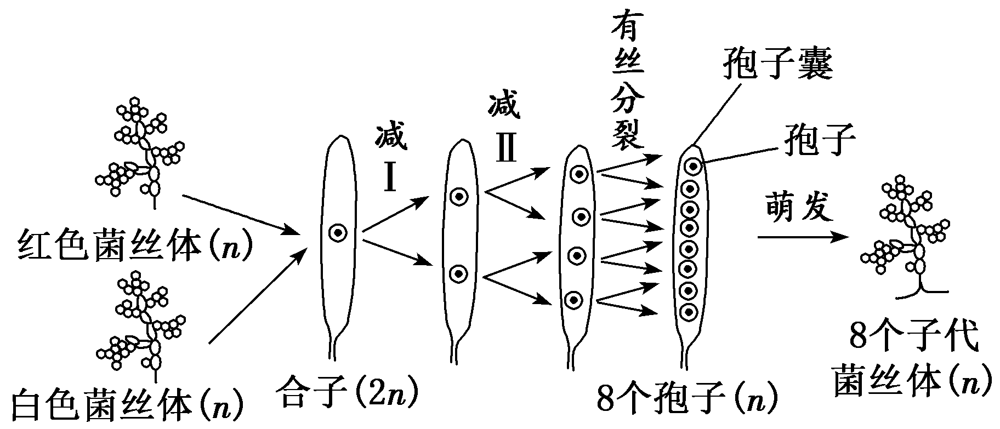 红色菌丝体(n)
白色菌丝体(n)
合子(2n)
减
Ⅰ
减
Ⅱ
有
丝
分
裂
孢子囊
孢子
8个孢子(n)
萌发
8个子代
菌丝体(n)